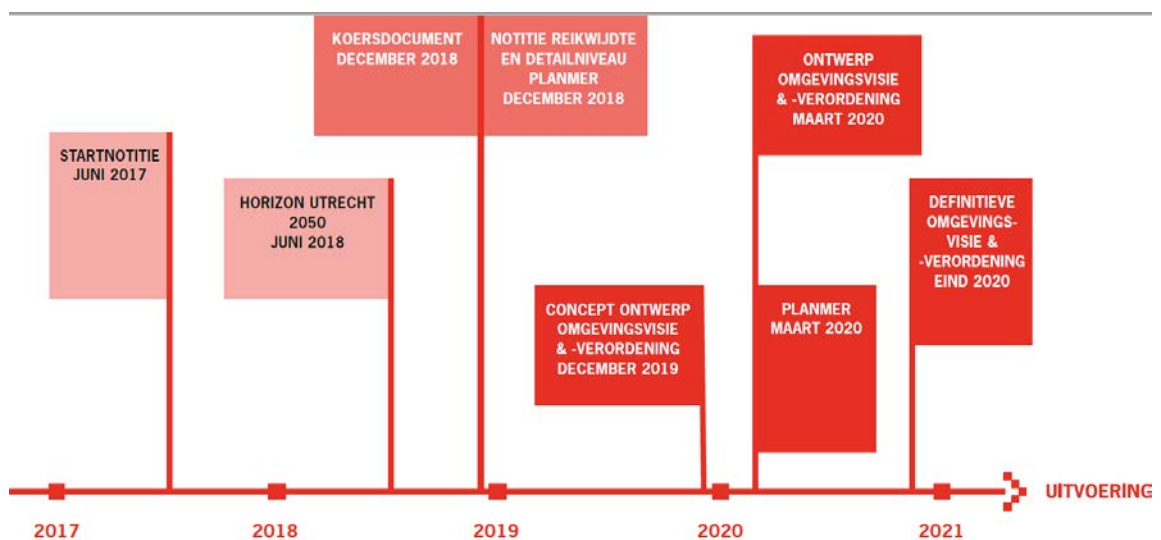 STARTNOTITIE
JUNI 2017
HORIZON UTRECHT
2050
JUNI 2018
KOERSDOCUMENT
DECEMBER 2018
NOTITIE REIKWIJDTE
EN DETAILNIVEAU
PLANMER
DECEMBER 2018
CONCEPT ONTWERP
OMGEVINGSVISIE
& -VERORDENING
DECEMBER 2019
ONTWERP
OMGEVINGSVISIE
& -VERORDENING
MAART 2020
PLANMER
MAART 2020
DEFINITIEVE
OMGEVINGS-
VISIE &
-VERORDENING
EIND 2020
UITVOERING
2017
2018
2019
2020
2021